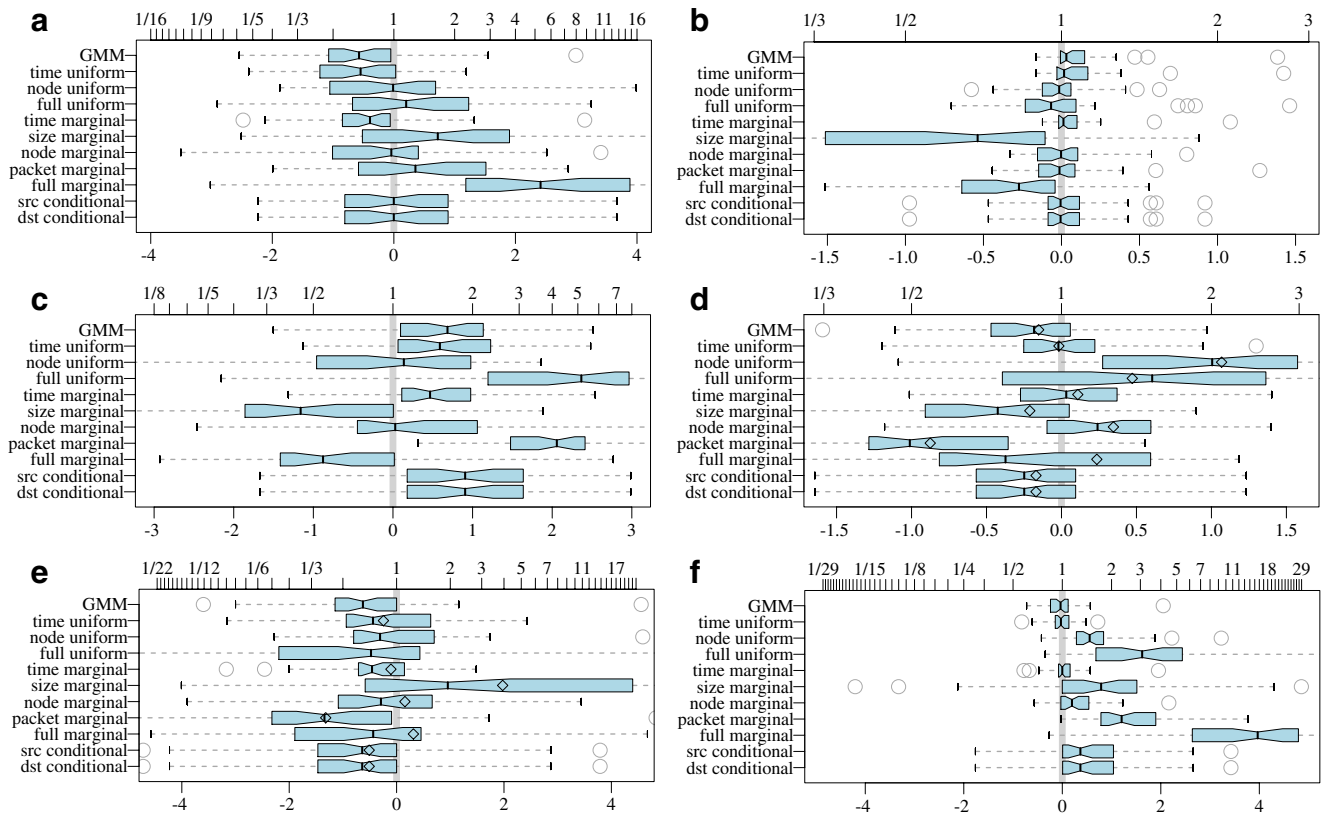 a
1/16 1/9 1/5 1/3 1 2 3 4 6 8 11 16
GMM
time uniform
node uniform
full uniform
time marginal
size marginal
node marginal
packet marginal
full marginal
src conditional
dst conditional
-4 -2 0 2 4
b
1/3 1/2 1 2 3
GMM
time uniform
node uniform
full uniform
time marginal
size marginal
node marginal
packet marginal
full marginal
src conditional
dst conditional
-1.5 -1.0 -0.5 0.0 0.5 1.0 1.5
c
1/8 1/5 1/3 1/2 1 2 3 4 5 7
GMM
time uniform
node uniform
full uniform
time marginal
size marginal
node marginal
packet marginal
full marginal
src conditional
dst conditional
-3 -2 -1 0 1 2 3
d
1/3 1/2 1 2 3
GMM
time uniform
node uniform
full uniform
time marginal
size marginal
node marginal
packet marginal
full marginal
src conditional
dst conditional
-1.5 -1.0 -0.5 0.0 0.5 1.0 1.5
e
1/22 1/12 1/6 1/3 1 2 3 5 7 11 17
GMM
time uniform
node uniform
full uniform
time marginal
size marginal
node marginal
packet marginal
full marginal
src conditional
dst conditional
-4 -2 0 2 4
f
1/29 1/15 1/8 1/4 1/2 1 2 3 5 7 11 18 29
GMM
time uniform
node uniform
full uniform
time marginal
size marginal
node marginal
packet marginal
full marginal
src conditional
dst conditional
-4 -2 0 2 4